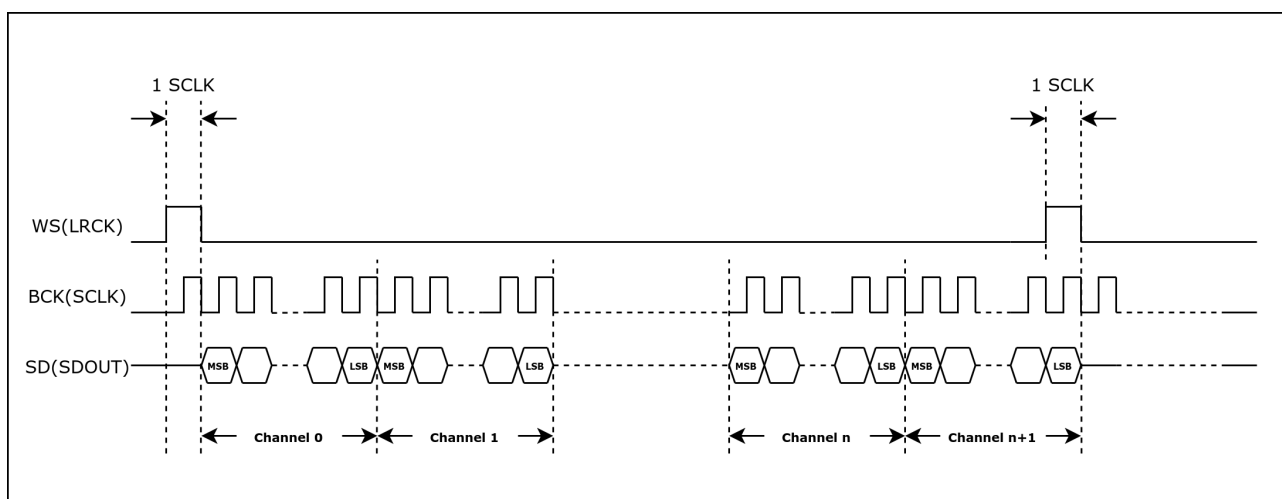 1 SCLK 1 SCLK
WS(LRCK)
BCK(SCLK)
SD(SDOUT) MSB LSB MSB LSB MSB LSB MSB LSB
Channel 0 Channel 1 Channel n Channel n+1